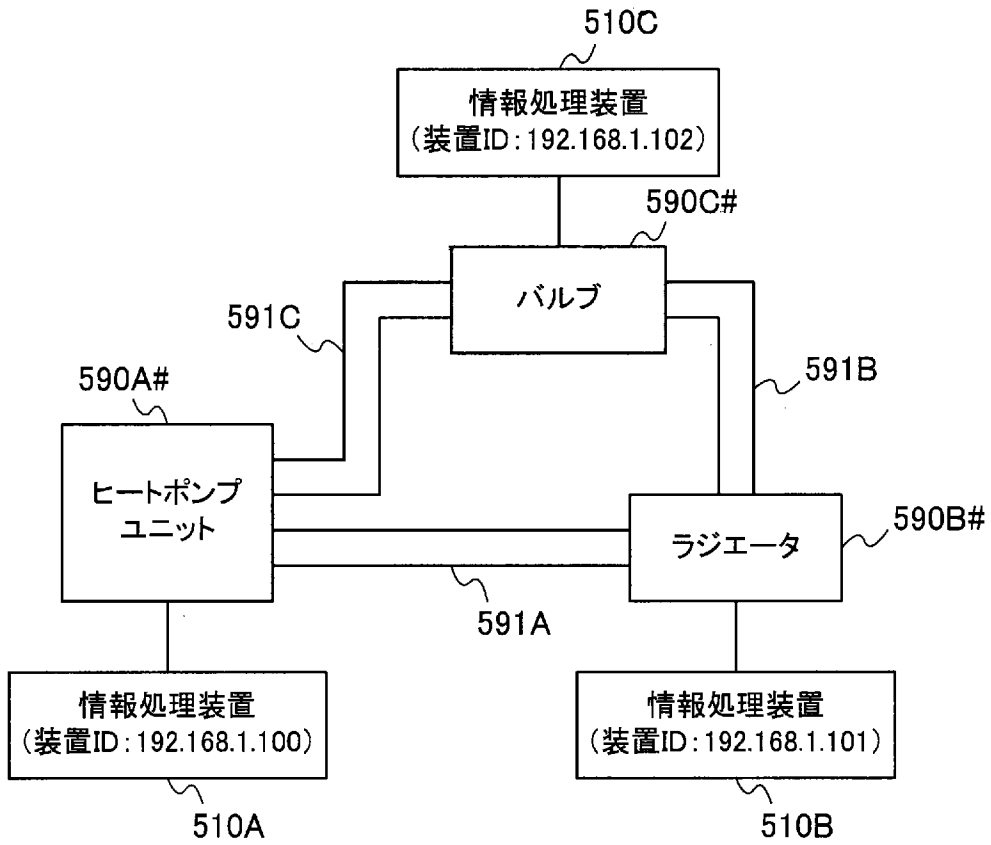 510C
情報処理装置
(装置ID:192.168.1.102)
590C#
バルブ
591C
591B
590A#
ヒートポンプ
ユニット
590B#
ラジエータ
591A
情報処理装置
(装置ID:192.168.1.100)
情報処理装置
(装置ID:192.168.1.101)
510A
510B